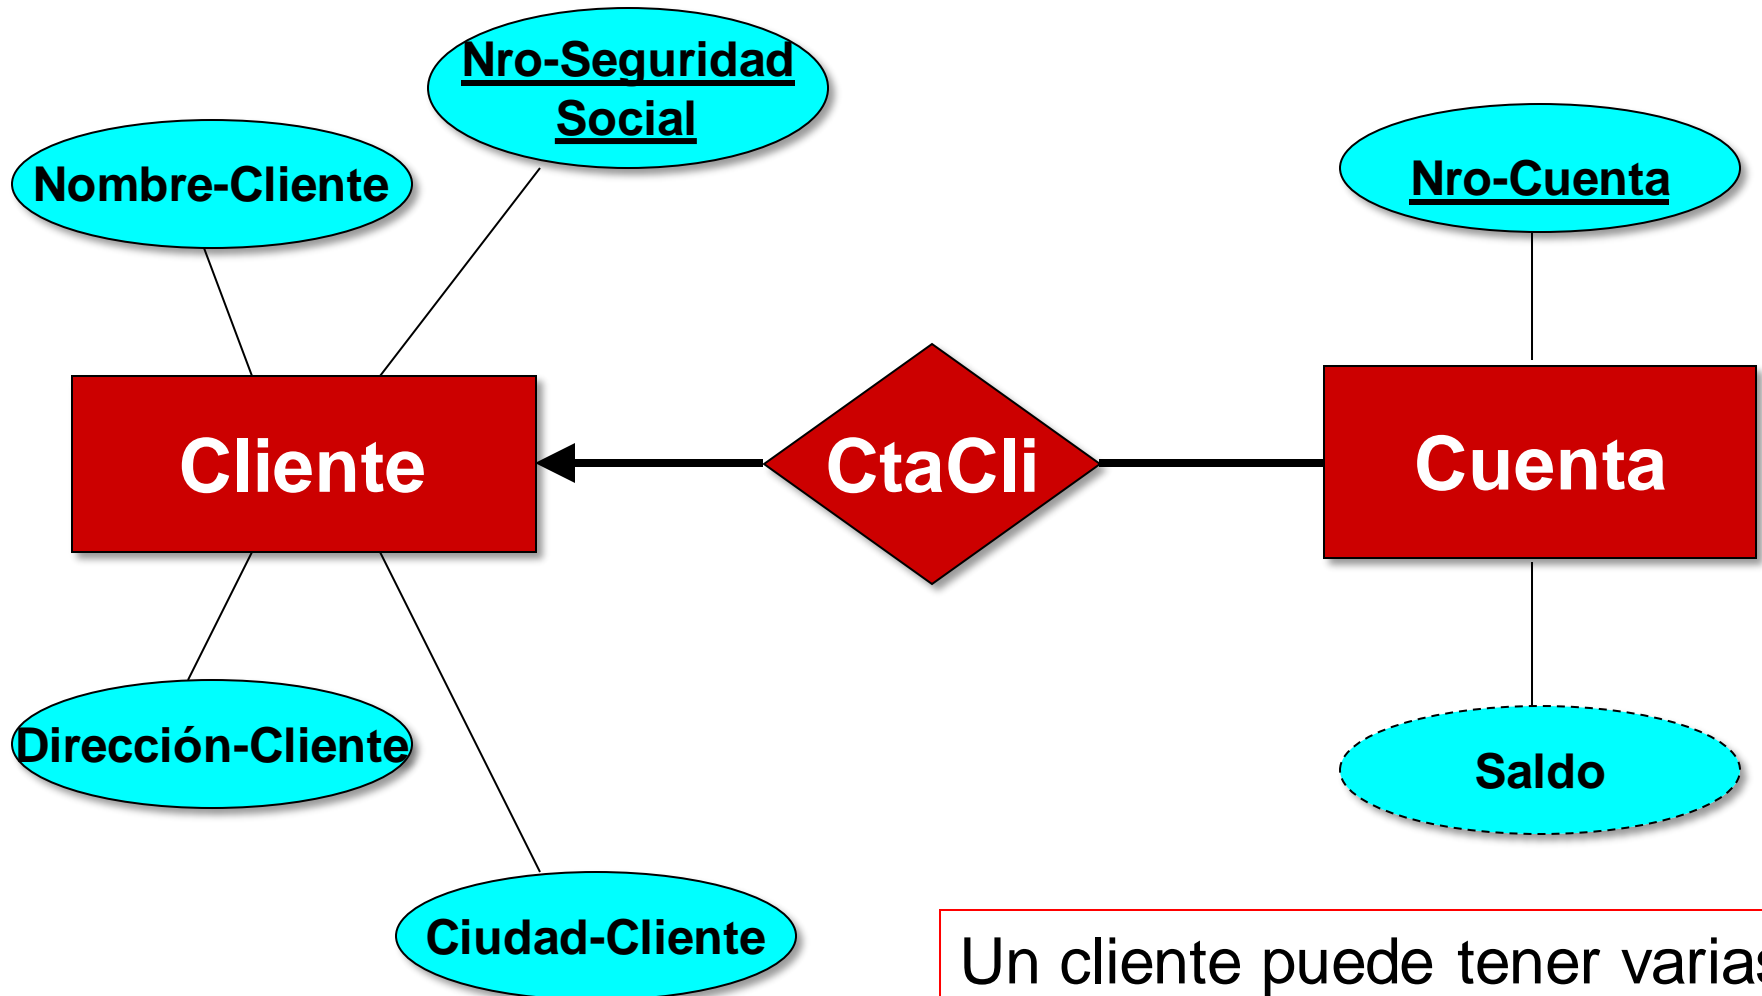 Nro-Seguridad
Social
Nombre-Cliente
Nro-Cuenta
Cliente
CtaCli
Cuenta
Dirección-Cliente
Saldo
Ciudad-Cliente
Un cliente puede tener varias